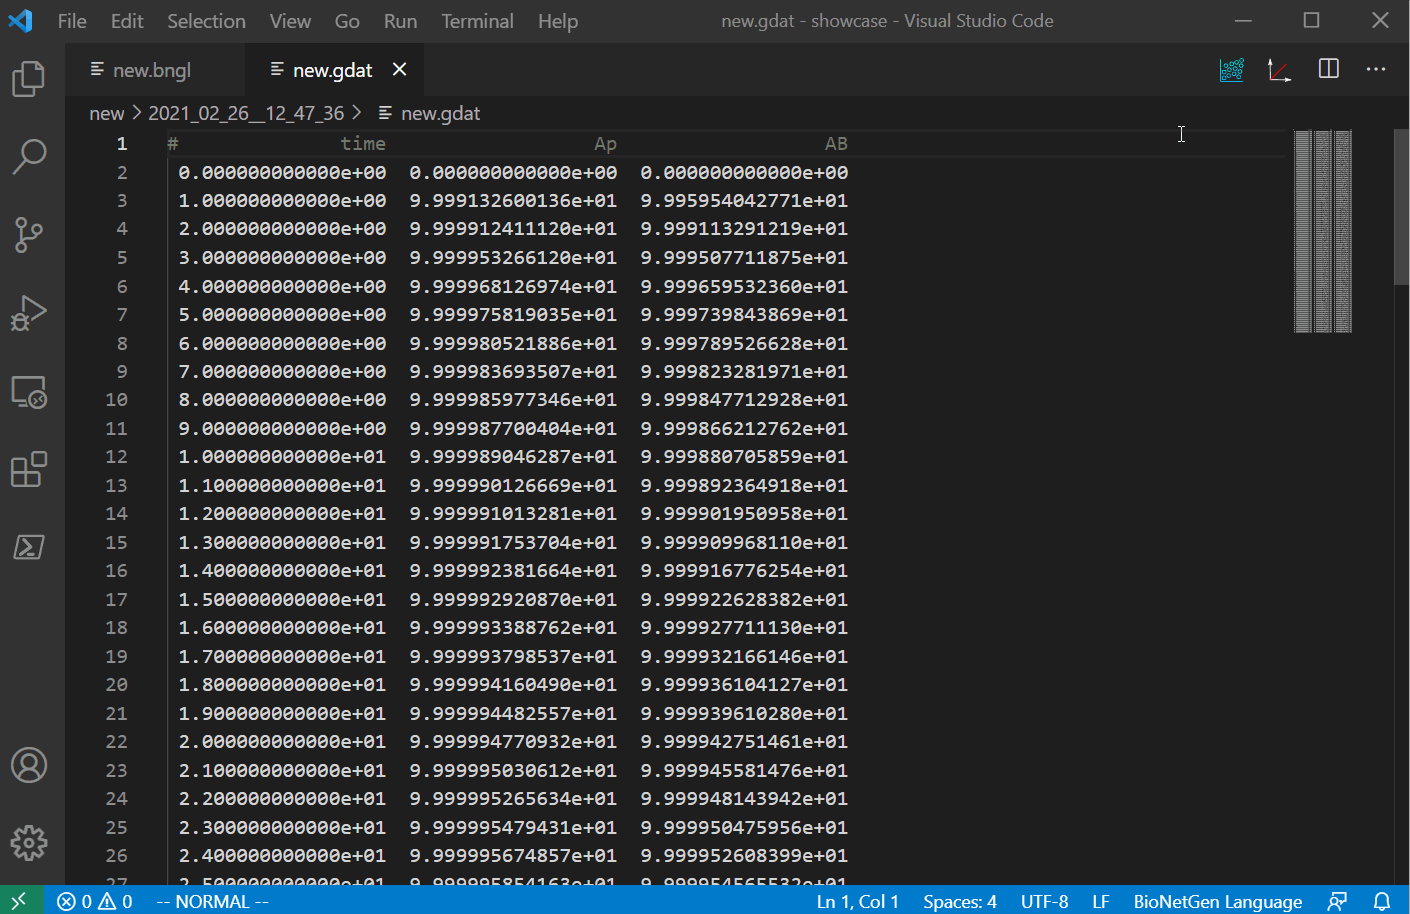 File Edit Selection View Go Run Terminal Help new.gdat - showcase - Visual Studio Code
new.bngl new.gdat
new > 2021_02_26__12_47_36 > new.gdat
1 # time Ap AB
2 0.000000000000e+00 0.000000000000e+00 0.000000000000e+00
3 1.000000000000e+00 9.999132600136e+01 9.995954042771e+01
4 2.000000000000e+00 9.999912411120e+01 9.999113291219e+01
5 3.000000000000e+00 9.999953266120e+01 9.999507711875e+01
6 4.000000000000e+00 9.999968126974e+01 9.999659532360e+01
7 5.000000000000e+00 9.999975819035e+01 9.999739843869e+01
8 6.000000000000e+00 9.999980521886e+01 9.999789526628e+01
9 7.000000000000e+00 9.999983693507e+01 9.999823281971e+01
10 8.000000000000e+00 9.999985977346e+01 9.999847712928e+01
11 9.000000000000e+00 9.999987700404e+01 9.999866212762e+01
12 1.000000000000e+01 9.999989046287e+01 9.999880705859e+01
13 1.100000000000e+01 9.999990126669e+01 9.999892364918e+01
14 1.200000000000e+01 9.999991013281e+01 9.999901950958e+01
15 1.300000000000e+01 9.999991753704e+01 9.999909968110e+01
16 1.400000000000e+01 9.999992381664e+01 9.999916776254e+01
17 1.500000000000e+01 9.999992920870e+01 9.999922628382e+01
18 1.600000000000e+01 9.999993388762e+01 9.999927711130e+01
19 1.700000000000e+01 9.999993798537e+01 9.999932166146e+01
20 1.800000000000e+01 9.999994160490e+01 9.999936104127e+01
21 1.900000000000e+01 9.999994482557e+01 9.999939610280e+01
22 2.000000000000e+01 9.999994770932e+01 9.999942751461e+01
23 2.100000000000e+01 9.999995030612e+01 9.999945581476e+01
24 2.200000000000e+01 9.999995265634e+01 9.999948143942e+01
25 2.300000000000e+01 9.999995479431e+01 9.999950475956e+01
26 2.400000000000e+01 9.999995674857e+01 9.999952608399e+01
27 2.500000000000e+01 9.999995854163e+01 9.999954565532e+01
0 0 -- NORMAL -- Ln 1, Col 1 Spaces: 4 UTF-8 LF BioNetGen Language